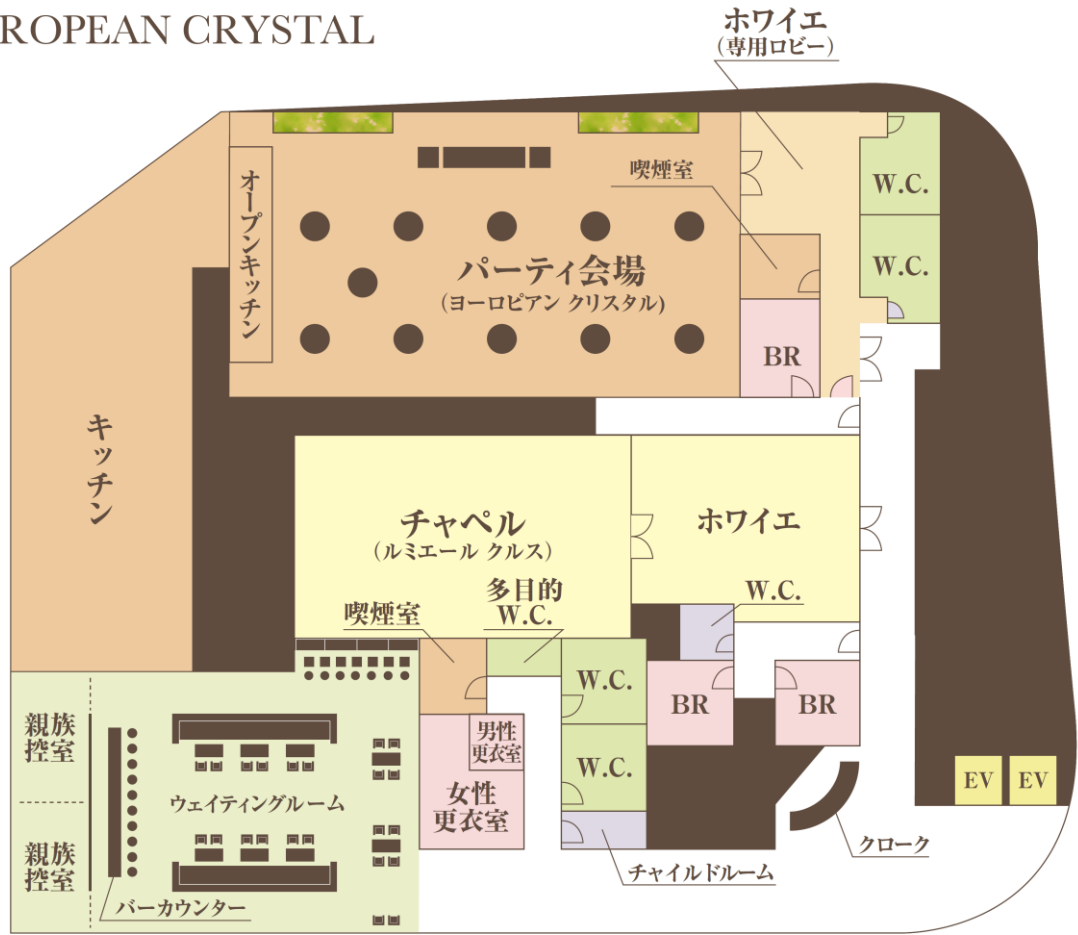 ROPEAN CRYSTAL
ホワイエ
(専用ロビー)
喫煙室
W.C.
W.C.
オープンキッチン
パーティ会場
(ヨーロピアン クリスタル)
BR
キッチン
チャペル
(ルミエール クルス)
ホワイエ
喫煙室
多目的
W.C.
W.C.
W.C.
BR
BR
親族
控室
男性
更衣室
W.C.
女性
更衣室
ウェイティングルーム
EV
EV
親族
控室
クローク
チャイルドルーム
バーカウンター